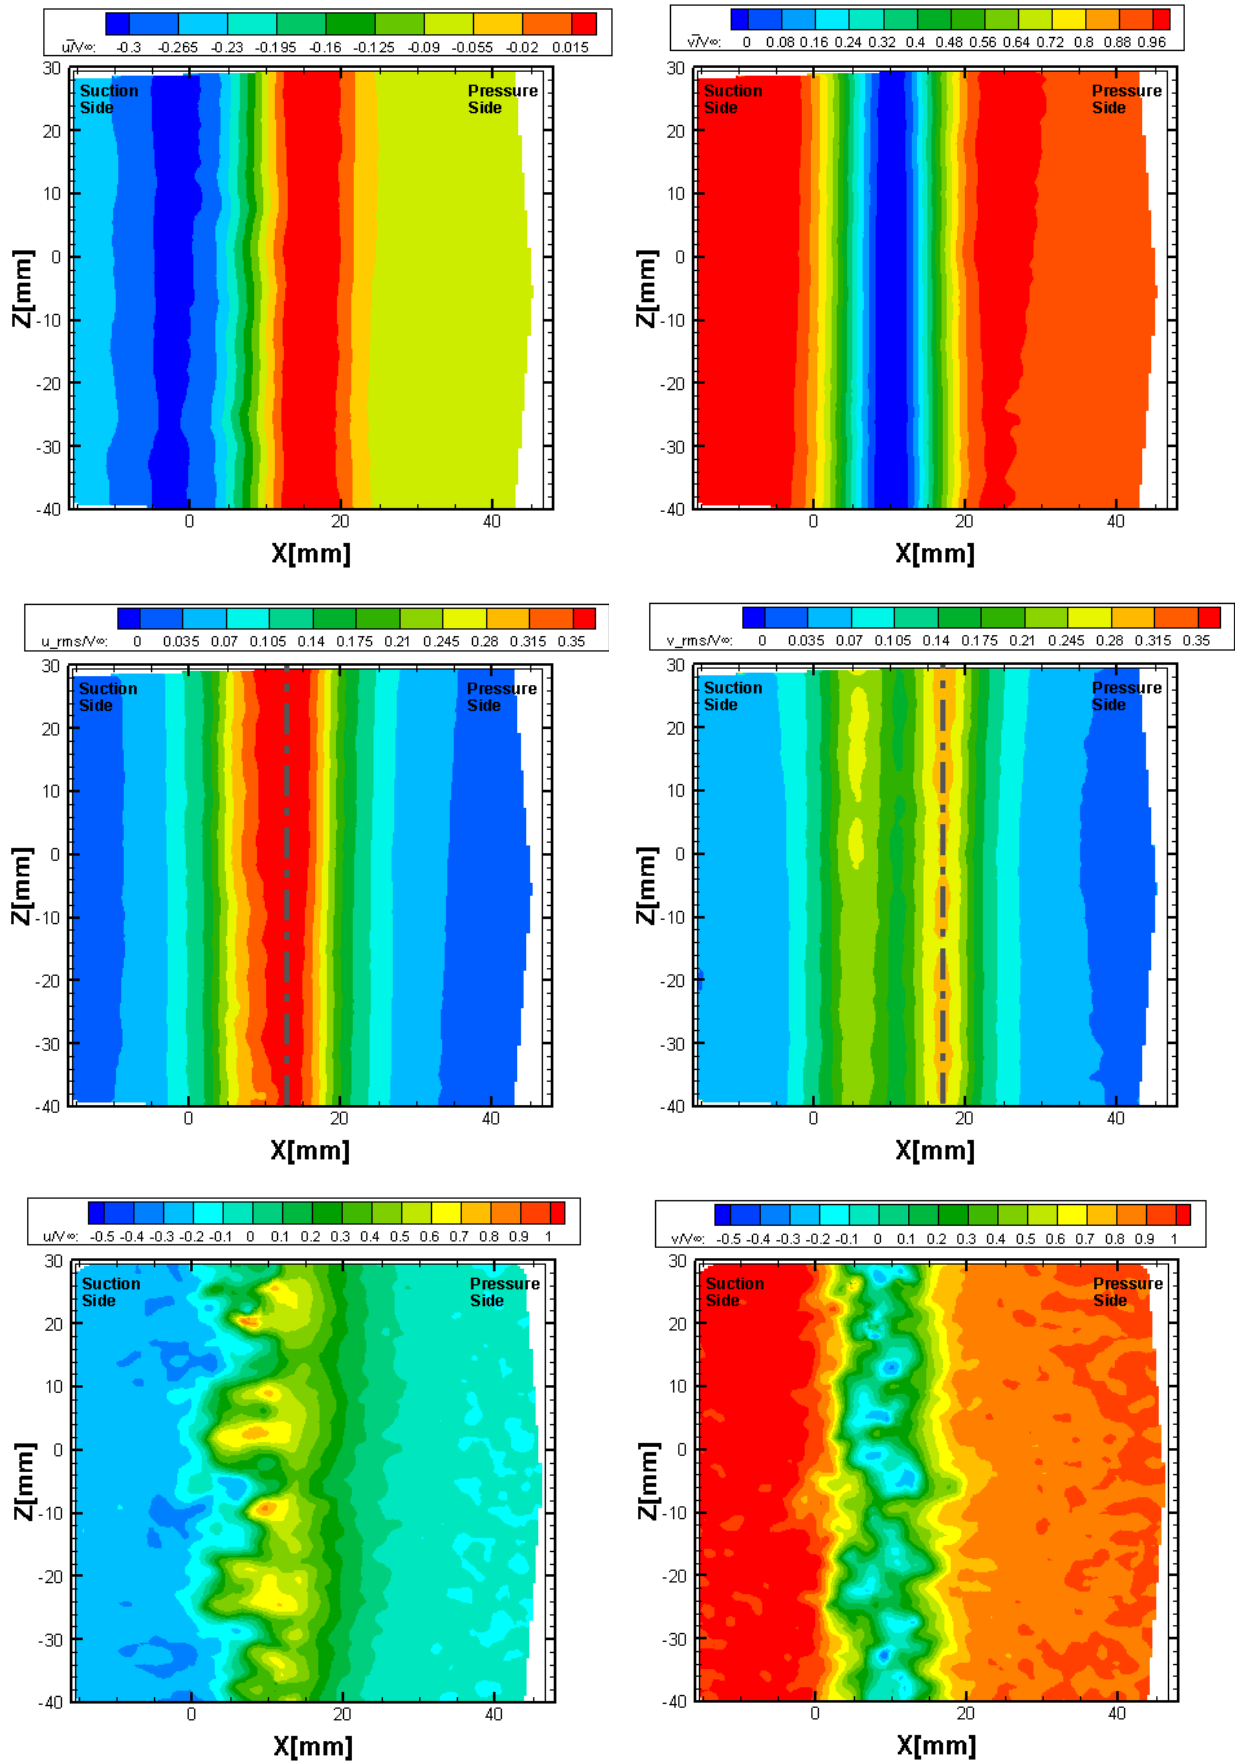 u̅/V∞: -0.3 -0.265 -0.23 -0.195 -0.16 -0.125 -0.09 -0.055 -0.02 0.015
30
Suction Pressure
Side Side
20
10
0
-10
-20
-30
-40
Z[mm]
0 20 40
X[mm]
v̅/V∞: 0 0.08 0.16 0.24 0.32 0.4 0.48 0.56 0.64 0.72 0.8 0.88 0.96
30
Suction Pressure
Side Side
20
10
0
-10
-20
-30
-40
Z[mm]
0 20 40
X[mm]
u_rms/V∞: 0 0.035 0.07 0.105 0.14 0.175 0.21 0.245 0.28 0.315 0.35
30
Suction Pressure
Side Side
20
10
0
-10
-20
-30
-40
Z[mm]
0 20 40
X[mm]
v_rms/V∞: 0 0.035 0.07 0.105 0.14 0.175 0.21 0.245 0.28 0.315 0.35
30
Suction Pressure
Side Side
20
10
0
-10
-20
-30
-40
Z[mm]
0 20 40
X[mm]
u/V∞: -0.5 -0.4 -0.3 -0.2 -0.1 0 0.1 0.2 0.3 0.4 0.5 0.6 0.7 0.8 0.9 1
30
Suction Pressure
Side Side
20
10
0
-10
-20
-30
-40
Z[mm]
0 20 40
X[mm]
v/V∞: -0.5 -0.4 -0.3 -0.2 -0.1 0 0.1 0.2 0.3 0.4 0.5 0.6 0.7 0.8 0.9 1
30
Suction Pressure
Side Side
20
10
0
-10
-20
-30
-40
Z[mm]
0 20 40
X[mm]